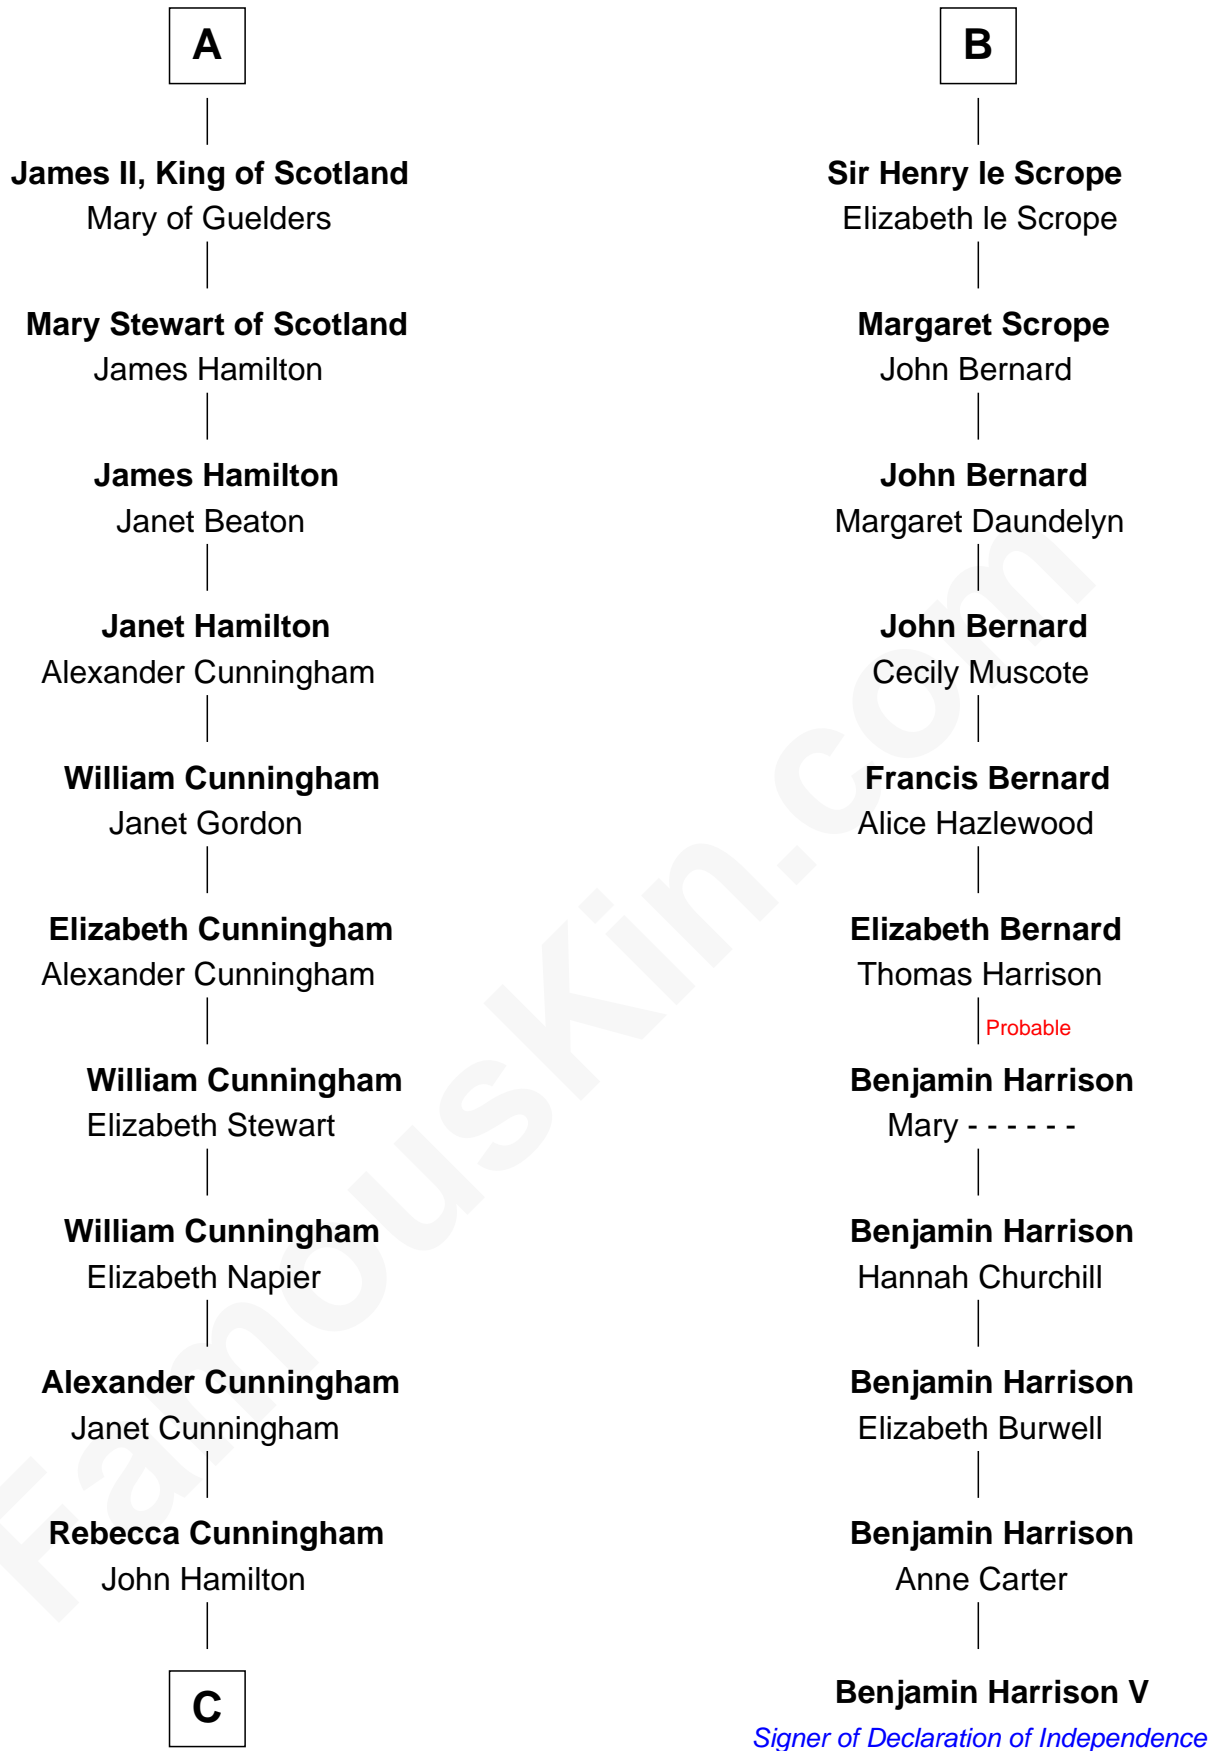 A
James II, King of Scotland
Mary of Guelders
Mary Stewart of Scotland
James Hamilton
James Hamilton
Janet Beaton
Janet Hamilton
Alexander Cunningham
William Cunningham
Janet Gordon
Elizabeth Cunningham
Alexander Cunningham
William Cunningham
Elizabeth Stewart
William Cunningham
Elizabeth Napier
Alexander Cunningham
Janet Cunningham
Rebecca Cunningham
John Hamilton
C
B
Sir Henry le Scrope
Elizabeth le Scrope
Margaret Scrope
John Bernard
John Bernard
Margaret Daundelyn
John Bernard
Cecily Muscote
Francis Bernard
Alice Hazlewood
Elizabeth Bernard
Thomas Harrison
Probable
Benjamin Harrison
Mary - - - - - -
Benjamin Harrison
Hannah Churchill
Benjamin Harrison
Elizabeth Burwell
Benjamin Harrison
Anne Carter
Benjamin Harrison V
Signer of Declaration of Independence
FamousKin.com